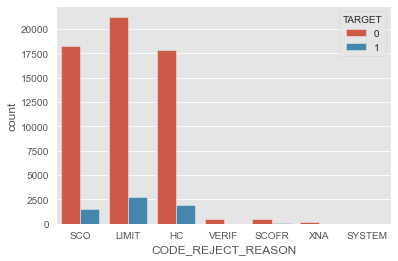 TARGET
0
1
20000
17500
15000
12500
10000
7500
5000
2500
0
count
SCO LIMIT HC VERIF SCOFR XNA SYSTEM
CODE_REJECT_REASON